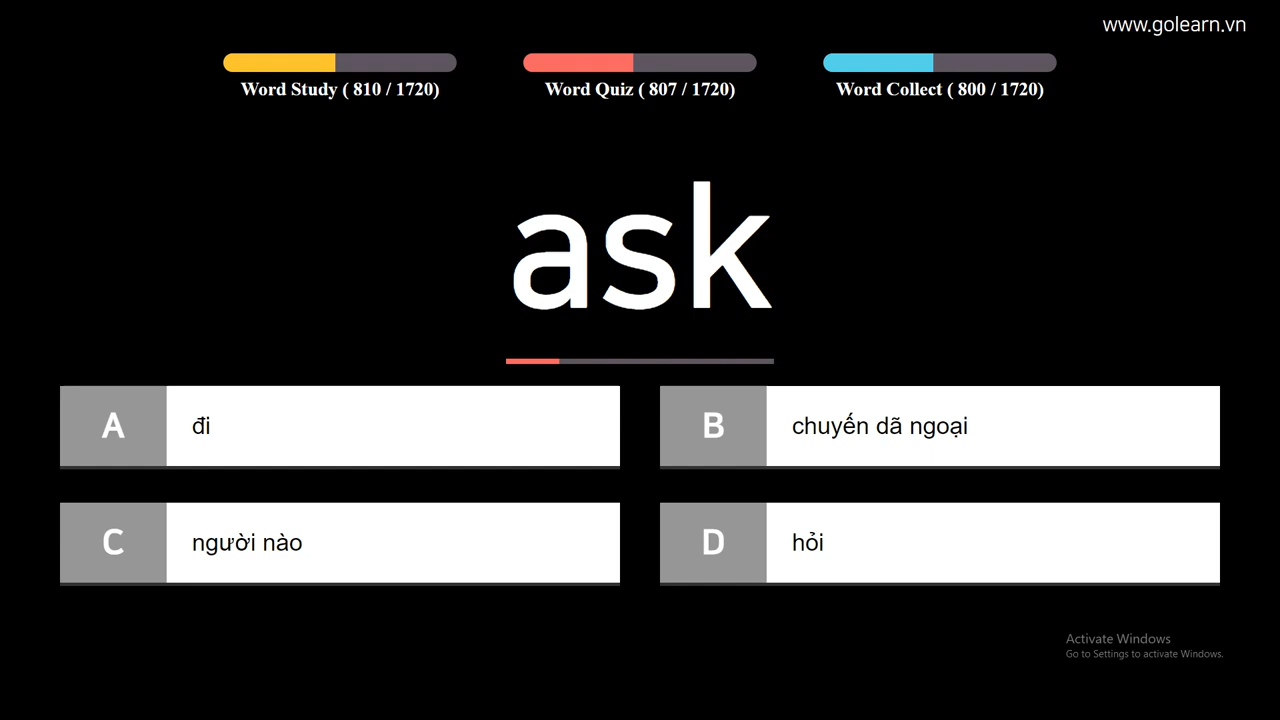 www.golearn.vn
Word Study ( 810 / 1720)
Word Quiz ( 807 / 1720)
Word Collect ( 800 / 1720)
ask
A đi
B chuyến dã ngoại
C người nào
D hỏi
Activate Windows
Go to Settings to activate Windows.